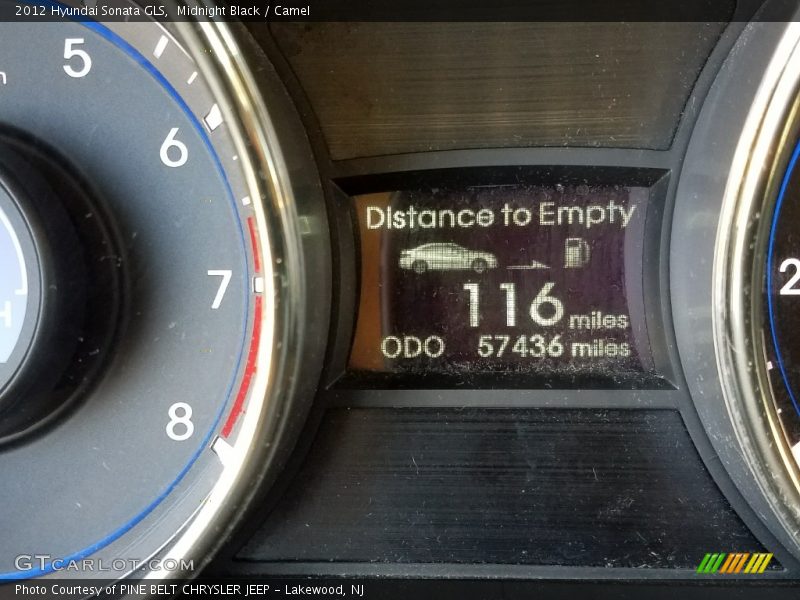 2012 Hyundai Sonata GLS, Midnight Black / Camel
5
6
7
8
Distance to Empty
116 miles
ODO 57436 miles
2
GTCARLOT.COM
Photo Courtesy of PINE BELT CHRYSLER JEEP - Lakewood, NJ